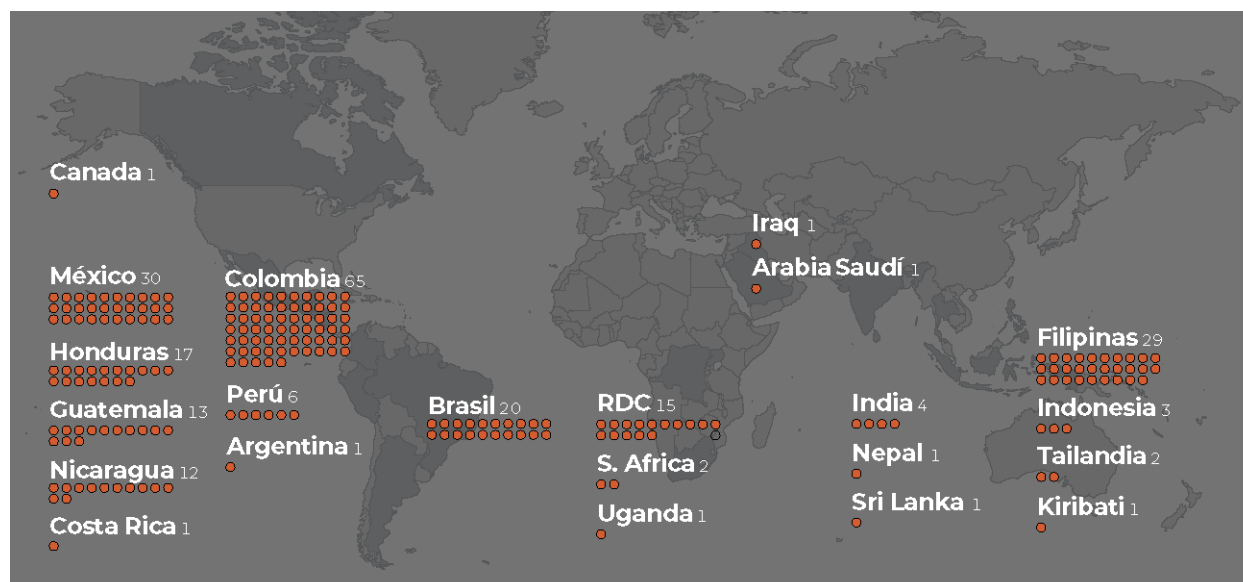 Canada 1
México 30
Honduras 17
Guatemala 13
Nicaragua 12
Costa Rica 1
Colombia 65
Perú 6
Argentina 1
Brasil 20
RDC 15
S. Africa 2
Uganda 1
Iraq 1
Arabia Saudí 1
India 4
Nepal 1
Sri Lanka 1
Filipinas 29
Indonesia 3
Tailandia 2
Kiribati 1